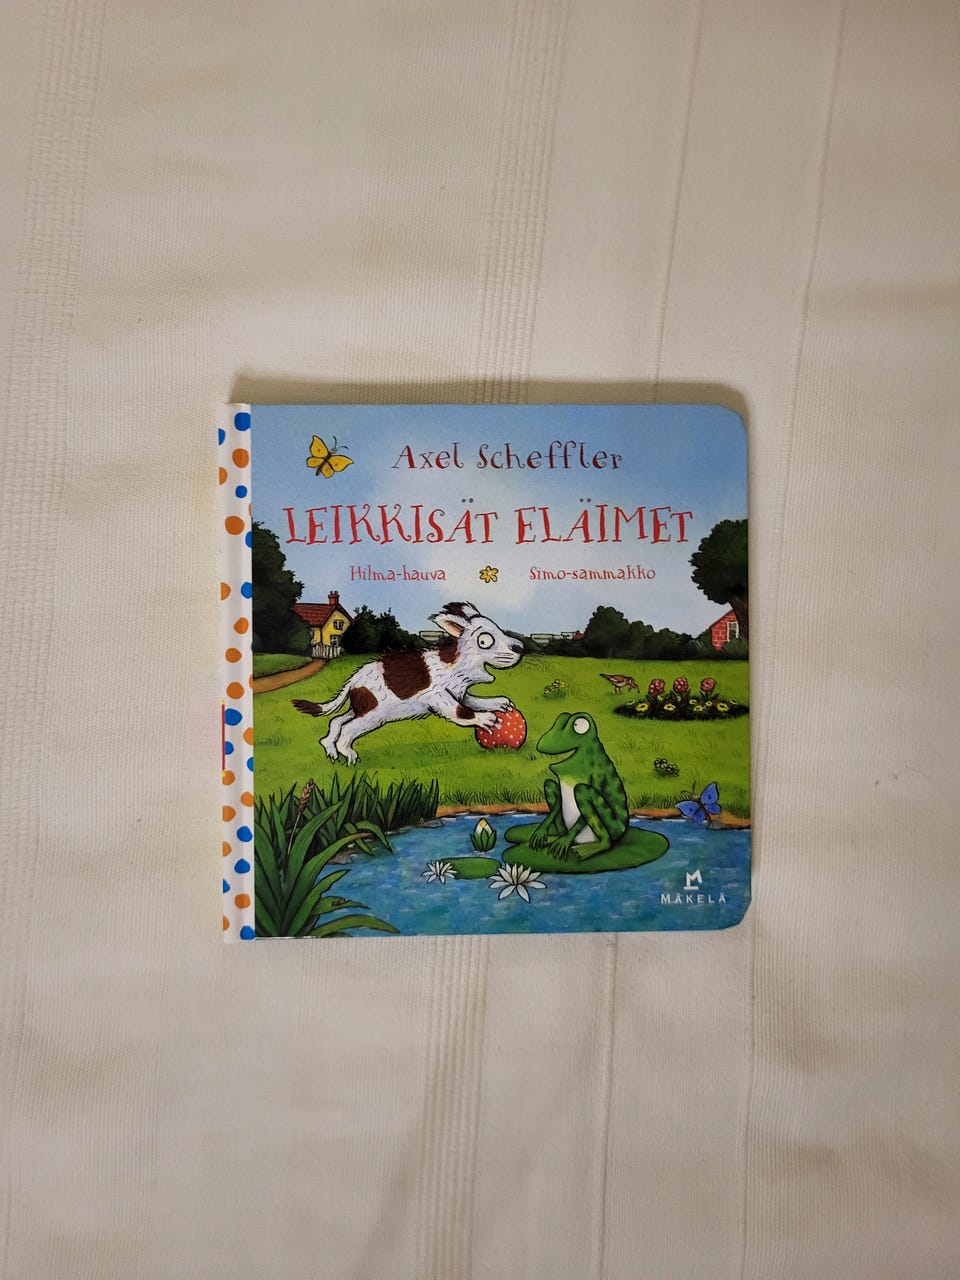 Axel Scheffler
LEIKKISÄT ELÄIMET
Hilma-hauva Simo-sammakko
MÄKELÄ